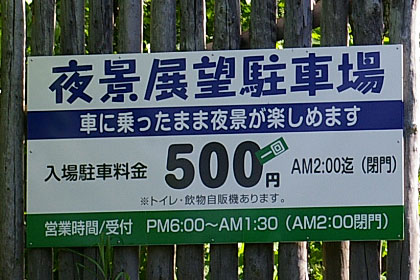 夜景展望駐車場
車に乗ったまま夜景が楽しめます
入場駐車料金 500円 一回 AM2:00迄(閉門)
※トイレ・飲物自販機あります。
営業時間/受付 PM6:00〜AM1:30(AM2:00閉門)